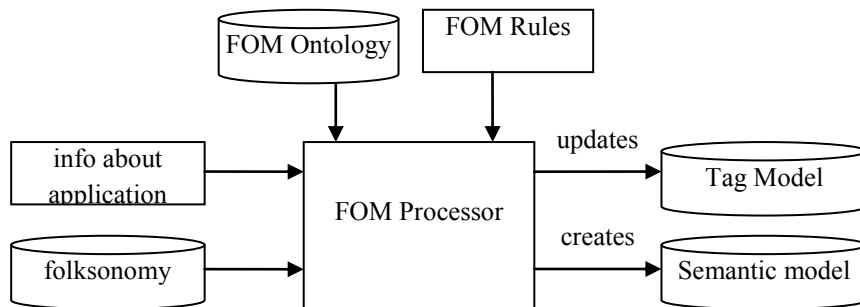 FOM Ontology
FOM Rules
info about
application
folksonomy
FOM Processor
updates
creates
Tag Model
Semantic model